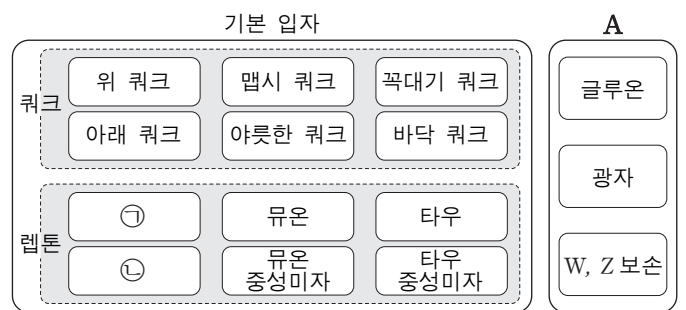 기본 입자
A
쿼크
위 쿼크
맵시 쿼크
꼭대기 쿼크
아래 쿼크
야릇한 쿼크
바닥 쿼크
렙톤
㉠
뮤온
타우
㉡
뮤온
중성미자
타우
중성미자
글루온
광자
W, Z 보손